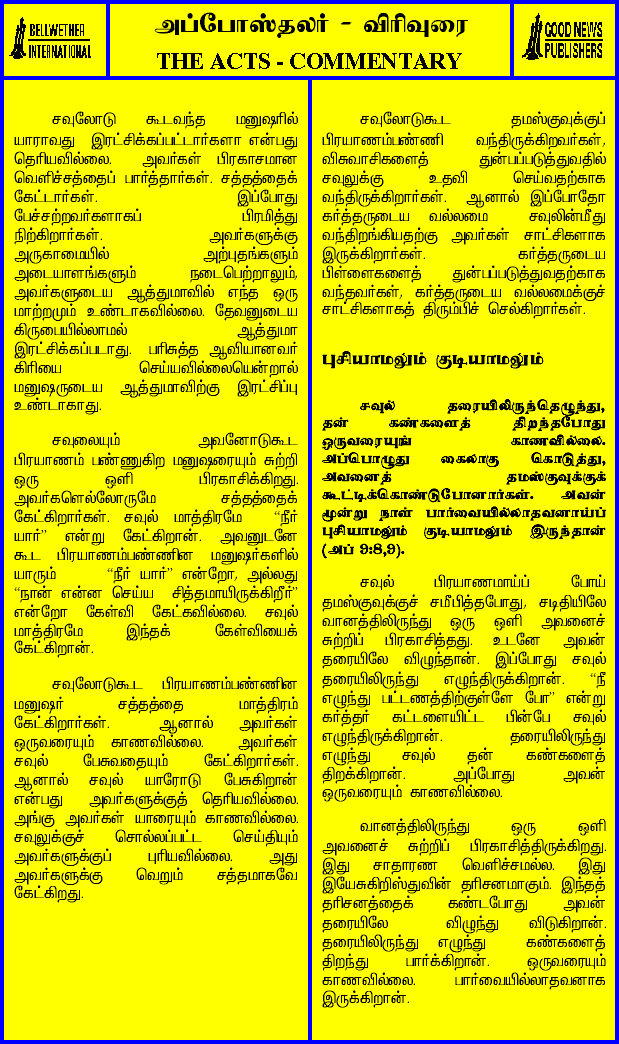 BELLWETHER
INTERNATIONAL
அப்போஸ்தலர் - விரிவுரை
THE ACTS - COMMENTARY
GOOD NEWS
PUBLISHERS
சவுலோடு கூடவந்த மனுஷரில்
யாராவது இரட்சிக்கப்பட்டார்களா என்பது
தெரியவில்லை. அவர்கள் பிரகாசமான
வெளிச்சத்தைப் பார்த்தார்கள். சத்தத்தைக்
கேட்டார்கள். இப்போது
பேச்சற்றவர்களாகப் பிரமித்து
நிற்கிறார்கள். அவர்களுக்கு
அருகாமையில் அற்புதங்களும்
அடையாளங்களும் நடைபெற்றாலும்,
அவர்களுடைய ஆத்துமாவில் எந்த ஒரு
மாற்றமும் உண்டாகவில்லை. தேவனுடைய
கிருபையில்லாமல் ஆத்துமா
இரட்சிக்கப்படாது. பரிசுத்த ஆவியானவர்
கிரியை செய்யவில்லையென்றால்
மனுஷருடைய ஆத்துமாவிற்கு இரட்சிப்பு
உண்டாகாது.
சவுலையும் அவனோடுகூட
பிரயாணம் பண்ணுகிற மனுஷரையும் சுற்றி
ஒரு ஒளி பிரகாசிக்கிறது.
அவர்களெல்லோருமே சத்தத்தைக்
கேட்கிறார்கள். சவுல் மாத்திரமே “நீர்
யார்” என்று கேட்கிறான். அவனுடனே
கூட பிரயாணம்பண்ணின மனுஷர்களில்
யாரும் “நீர் யார்” என்றோ, அல்லது
“நான் என்ன செய்ய சித்தமாயிருக்கிறீர்”
என்றோ கேள்வி கேட்கவில்லை. சவுல்
மாத்திரமே இந்தக் கேள்வியைக்
கேட்கிறான்.
சவுலோடுகூட பிரயாணம்பண்ணின
மனுஷர் சத்தத்தை மாத்திரம்
கேட்கிறார்கள். ஆனால் அவர்கள்
ஒருவரையும் காணவில்லை. அவர்கள்
சவுல் பேசுவதையும் கேட்கிறார்கள்.
ஆனால் சவுல் யாரோடு பேசுகிறான்
என்பது அவர்களுக்குத் தெரியவில்லை.
அங்கு அவர்கள் யாரையும் காணவில்லை.
சவுலுக்குச் சொல்லப்பட்ட செய்தியும்
அவர்களுக்குப் புரியவில்லை. அது
அவர்களுக்கு வெறும் சத்தமாகவே
கேட்கிறது.
சவுலோடுகூட தமஸ்குவுக்குப்
பிரயாணம்பண்ணி வந்திருக்கிறவர்கள்,
விசுவாசிகளைத் துன்பப்படுத்துவதில்
சவுலுக்கு உதவி செய்வதற்காக
வந்திருக்கிறார்கள். ஆனால் இப்போதோ
கர்த்தருடைய வல்லமை சவுலின்மீது
வந்திறங்கியதற்கு அவர்கள் சாட்சிகளாக
இருக்கிறார்கள். கர்த்தருடைய
பிள்ளைகளைத் துன்பப்படுத்துவதற்காக
வந்தவர்கள், கர்த்தருடைய வல்லமைக்குச்
சாட்சிகளாகத் திரும்பிச் செல்கிறார்கள்.
புசியாமலும் குடியாமலும்
சவுல் தரையிலிருந்தெழுந்து,
தன் கண்களைத் திறந்தபோது
ஒருவரையுங் காணவில்லை.
அப்பொழுது கைலாகு கொடுத்து,
அவனைத் தமஸ்குவுக்குக்
கூட்டிக்கொண்டுபோனார்கள். அவன்
மூன்று நாள் பார்வையில்லாதவனாய்ப்
புசியாமலும் குடியாமலும் இருந்தான்
(அப் 9:8,9).
சவுல் பிரயாணமாய்ப் போய்
தமஸ்குவுக்குச் சமீபித்தபோது, சடிதியிலே
வானத்திலிருந்து ஒரு ஒளி அவனைச்
சுற்றிப் பிரகாசித்தது. உடனே அவன்
தரையிலே விழுந்தான். இப்போது சவுல்
தரையிலிருந்து எழுந்திருக்கிறான். “நீ
எழுந்து பட்டணத்திற்குள்ளே போ” என்று
கர்த்தர் கட்டளையிட்ட பின்பே சவுல்
எழுந்திருக்கிறான். தரையிலிருந்து
எழுந்து சவுல் தன் கண்களைத்
திறக்கிறான். அப்போது அவன்
ஒருவரையும் காணவில்லை.
வானத்திலிருந்து ஒரு ஒளி
அவனைச் சுற்றிப் பிரகாசித்திருக்கிறது.
இது சாதாரண வெளிச்சமல்ல. இது
இயேசுகிறிஸ்துவின் தரிசனமாகும். இந்தத்
தரிசனத்தைக் கண்டபோது அவன்
தரையிலே விழுந்து விடுகிறான்.
தரையிலிருந்து எழுந்து கண்களைத்
திறந்து பார்க்கிறான். ஒருவரையும்
காணவில்லை. பார்வையில்லாதவனாக
இருக்கிறான்.